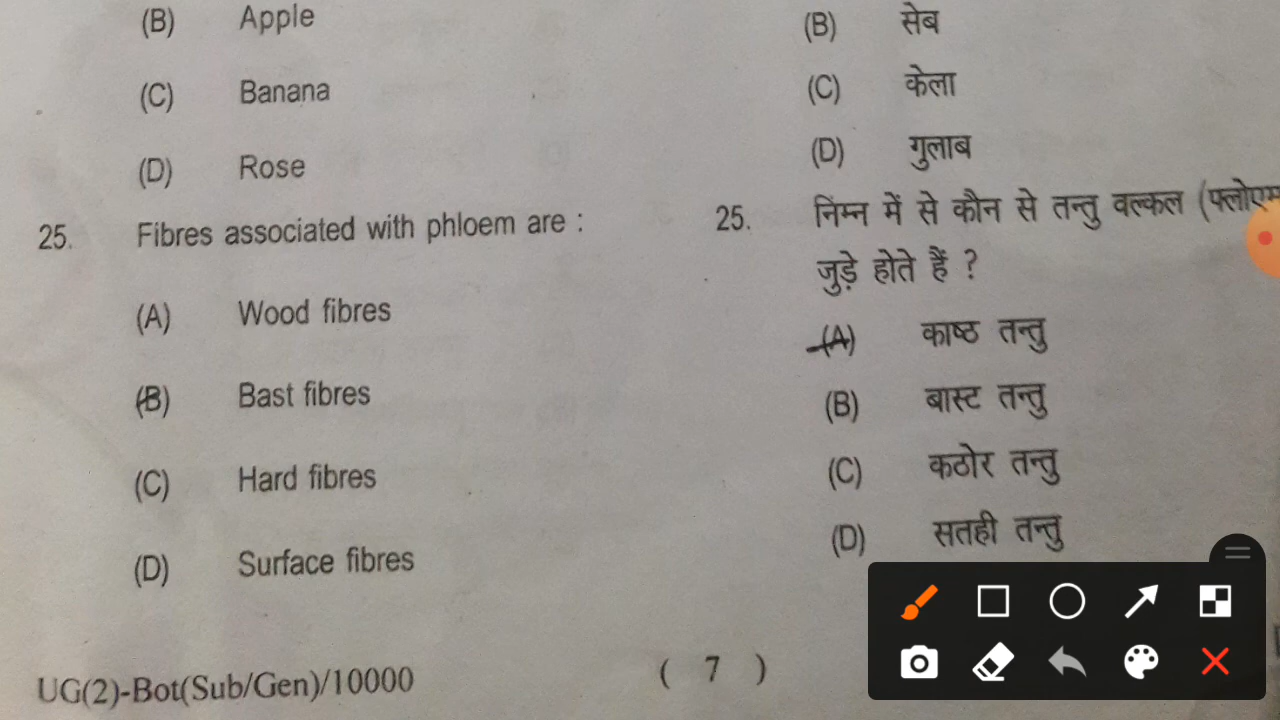 (B) Apple
(C) Banana
(D) Rose
25. Fibres associated with phloem are :
(A) Wood fibres
(B) Bast fibres
(C) Hard fibres
(D) Surface fibres
UG(2)-Bot(Sub/Gen)/10000
( 7 )
(B) सेब
(C) केला
(D) गुलाब
25. निम्न में से कौन से तन्तु वल्कल (फ्लोएम
जुड़े होते हैं ?
(A) काष्ठ तन्तु
(B) बास्ट तन्तु
(C) कठोर तन्तु
(D) सतही तन्तु